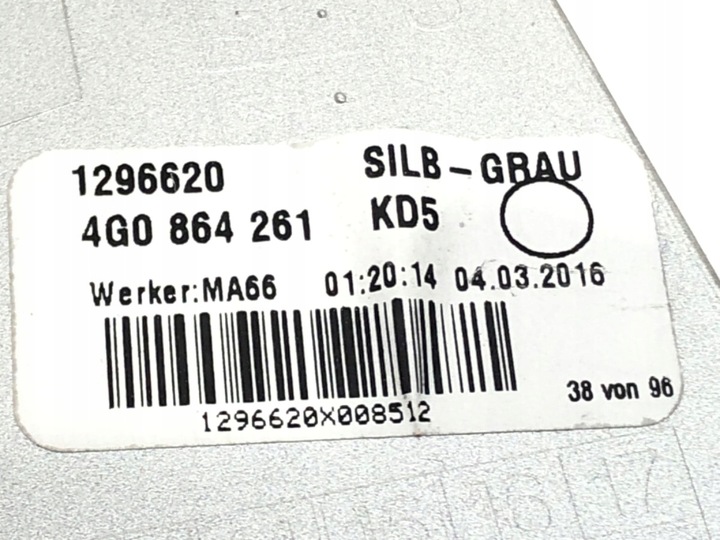 1296620 SILB-GRAU
4G0 864 261 KD5
Werker:MA66 01:20:14 04.03.2016
38 von 96
1296620X008512